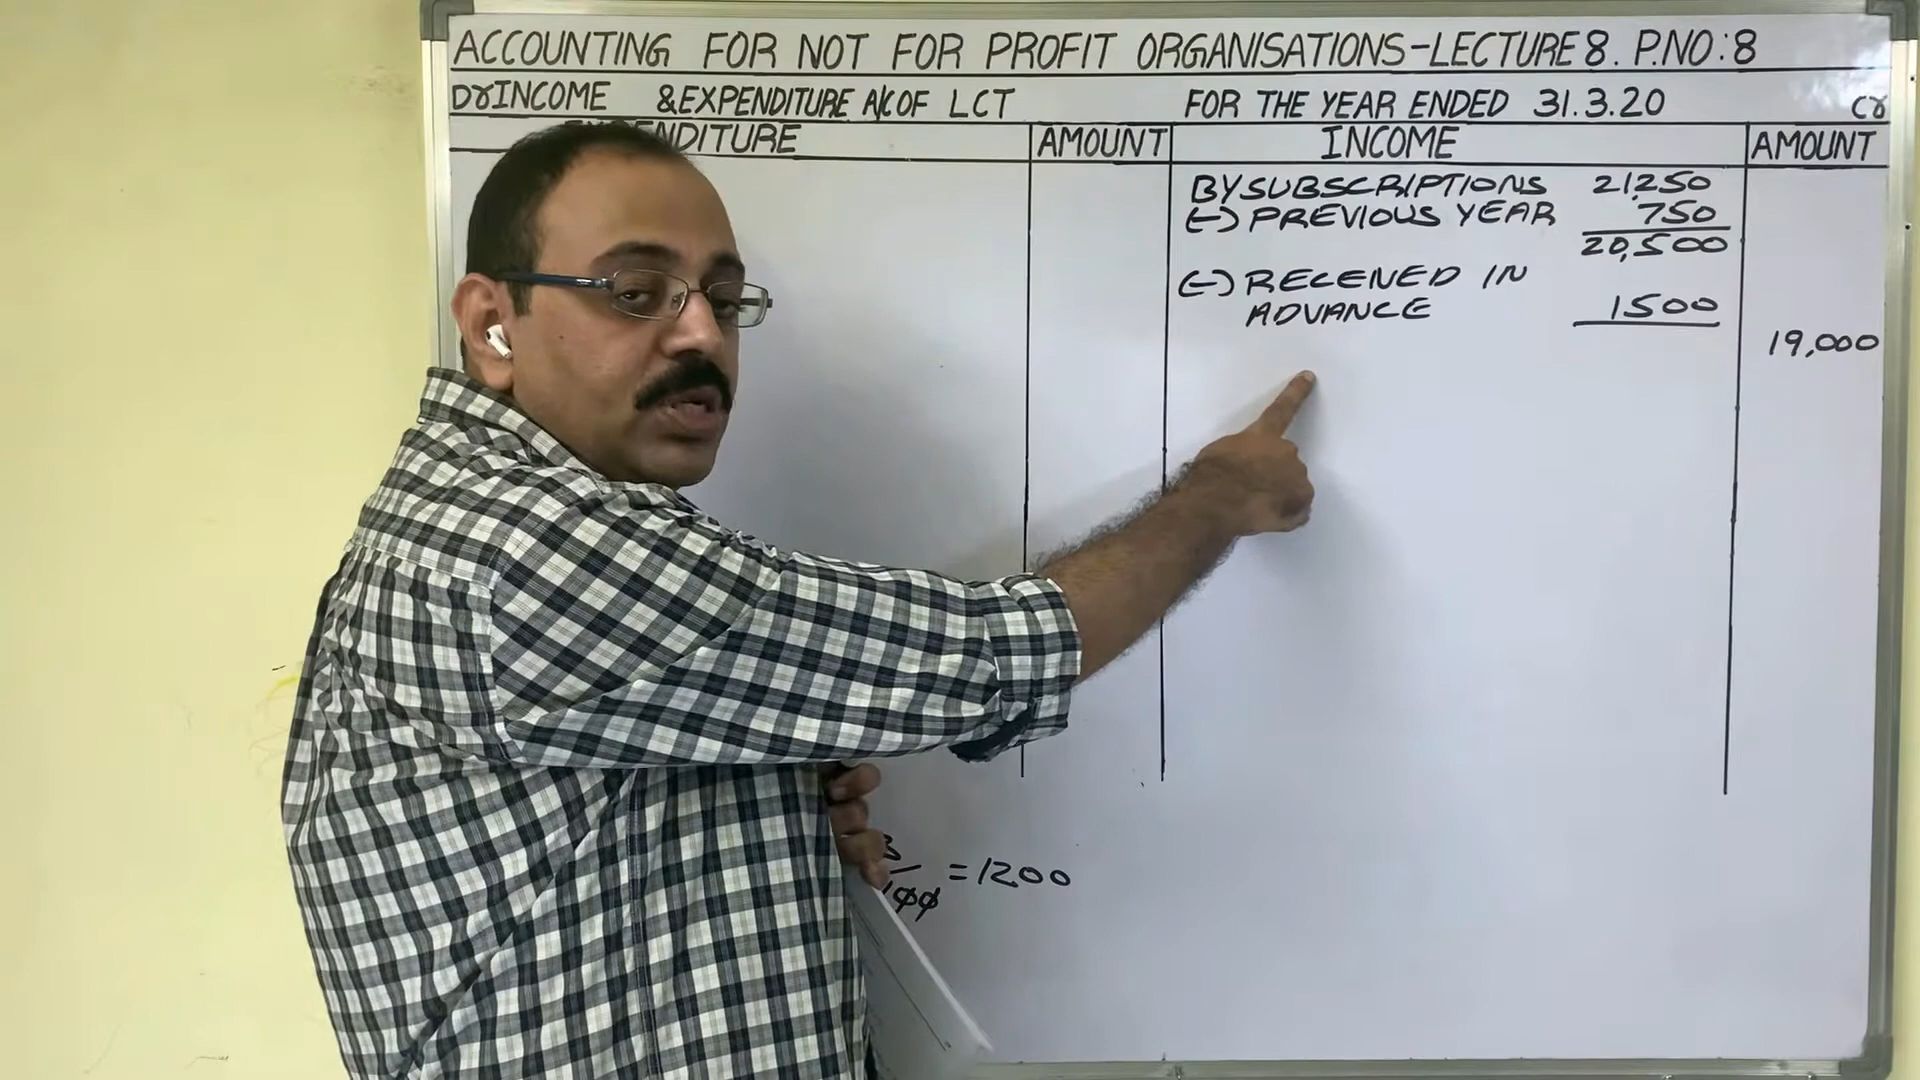 ACCOUNTING FOR NOT FOR PROFIT ORGANISATIONS-LECTURE 8. P.NO:8
Dr INCOME & EXPENDITURE A/C OF LCT FOR THE YEAR ENDED 31.3.20 Cr
AMOUNT INCOME AMOUNT
BY SUBSCRIPTIONS 21,250
(-) PREVIOUS YEAR 750
20,500
(-) RECEIVED IN
ADVANCE 1500
19,000
= 1200
100